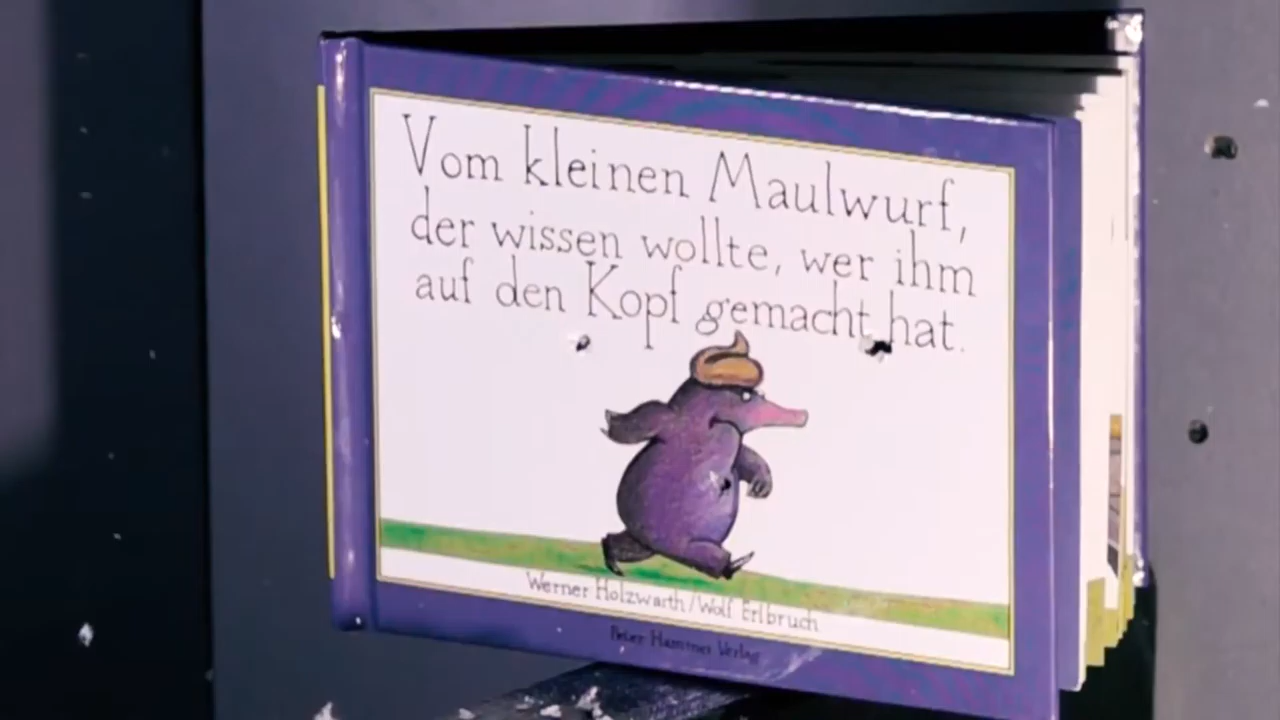 Vom kleinen Maulwurf,
der wissen wollte, wer ihm
auf den Kopf gemacht hat.
Werner Holzwarth/Wolf Erlbruch
Peter Hammer Verlag